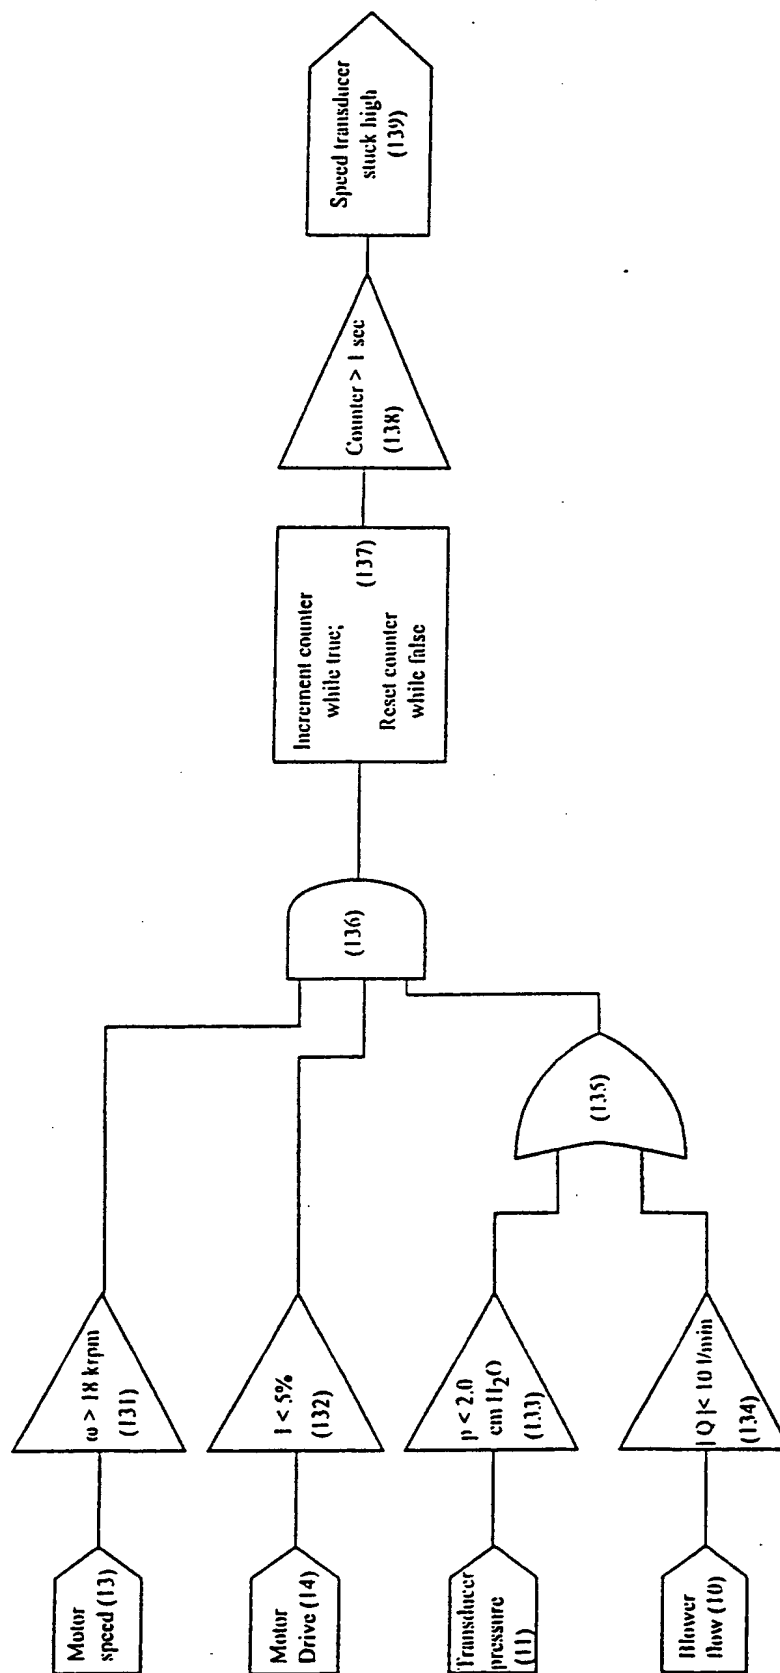 Motor
speed (13)
ω > 18 krpm
(131)
Motor
Drive (14)
I < 5%
(132)
Transducer
pressure
(11)
p < 2.0
cm H₂O
(133)
Blower
flow (10)
|Q|< 10 l/min
(134)
(135)
(136)
Increment counter
while true;
(137)
Reset counter
while false
Counter > 1 sec
(138)
Speed transducer
stuck high
(139)